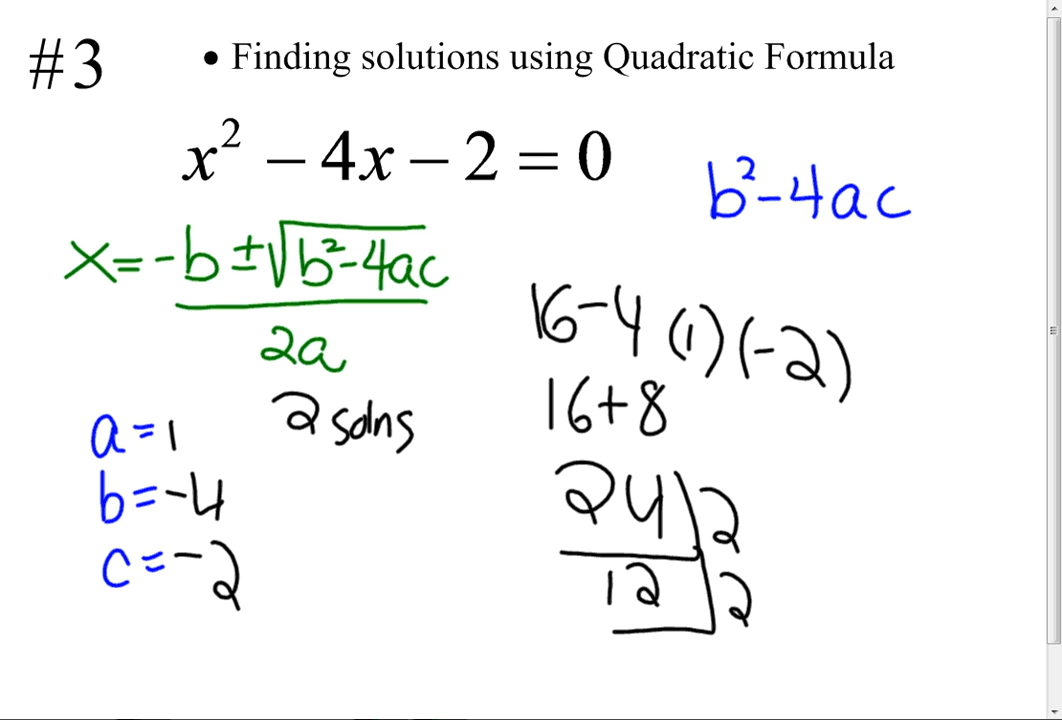 #3
• Finding solutions using Quadratic Formula
x² − 4x − 2 = 0
b²-4ac
x = -b ± √b²-4ac
2a
2 solns
a = 1
b = -4
c = -2
16-4 (1) (-2)
16+8
24 2
12 2